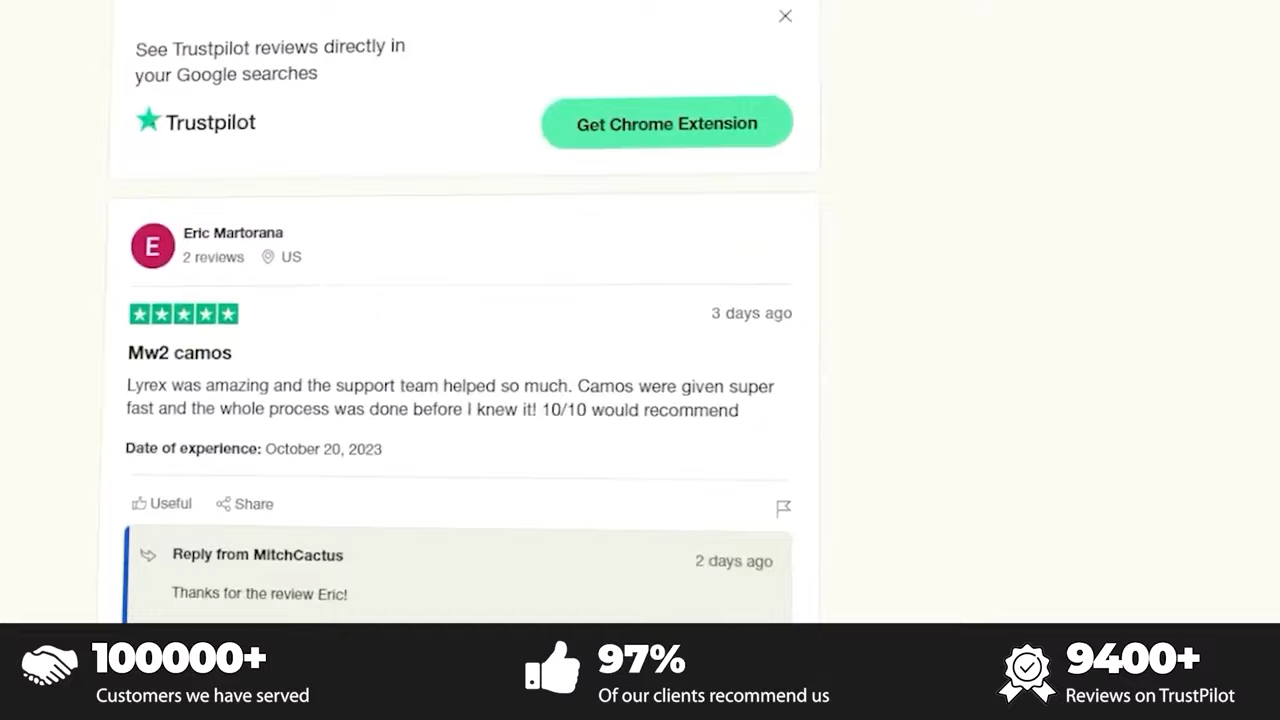 See Trustpilot reviews directly in
your Google searches
Trustpilot
Get Chrome Extension
E
Eric Martorana
2 reviews US
3 days ago
Mw2 camos
Lyrex was amazing and the support team helped so much. Camos were given super
fast and the whole process was done before I knew it! 10/10 would recommend
Date of experience: October 20, 2023
Useful Share
Reply from MitchCactus
2 days ago
Thanks for the review Eric!
100000+
Customers we have served
97%
Of our clients recommend us
9400+
Reviews on TrustPilot